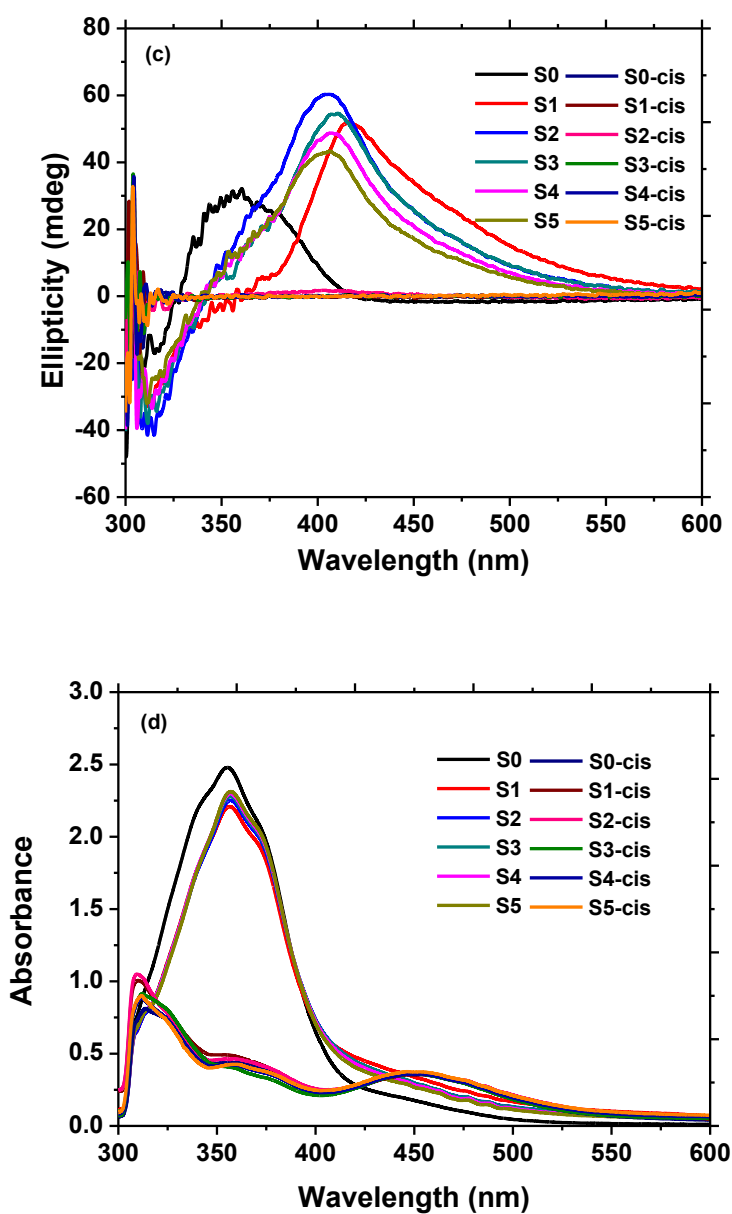 80
(c)
S0 S0-cis
60
S1 S1-cis
S2 S2-cis
40
S3 S3-cis
S4 S4-cis
20
S5 S5-cis
0
-20
-40
-60
300 350 400 450 500 550 600
Ellipticity (mdeg)
Wavelength (nm)
3.0
(d)
2.5
S0 S0-cis
S1 S1-cis
S2 S2-cis
2.0
S3 S3-cis
S4 S4-cis
1.5
S5 S5-cis
1.0
0.5
0.0
300 350 400 450 500 550 600
Absorbance
Wavelength (nm)